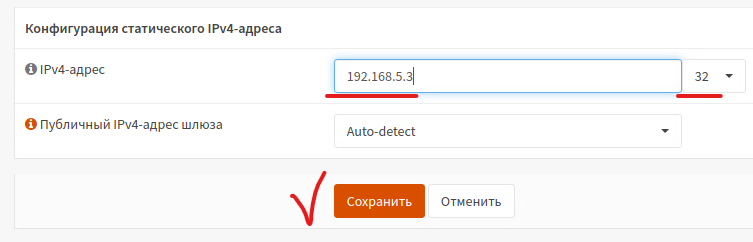 Конфигурация статического IPv4-адреса
IPv4-адрес 192.168.5.3 32
Публичный IPv4-адрес шлюза Auto-detect
Сохранить Отменить